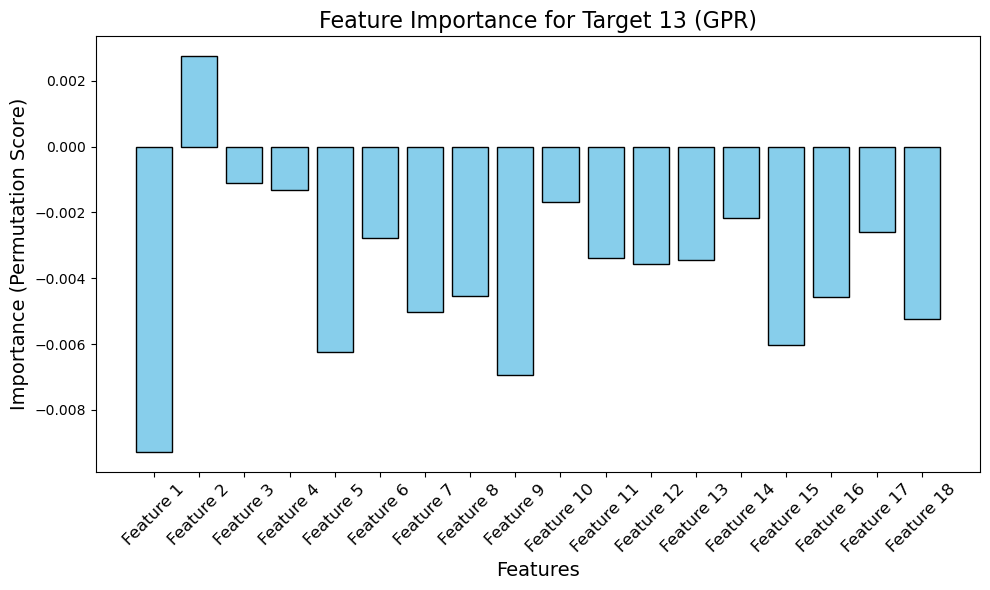 Feature Importance for Target 13 (GPR)
Importance (Permutation Score)
0.002
0.000
−0.002
−0.004
−0.006
−0.008
Feature 1
Feature 2
Feature 3
Feature 4
Feature 5
Feature 6
Feature 7
Feature 8
Feature 9
Feature 10
Feature 11
Feature 12
Feature 13
Feature 14
Feature 15
Feature 16
Feature 17
Feature 18
Features